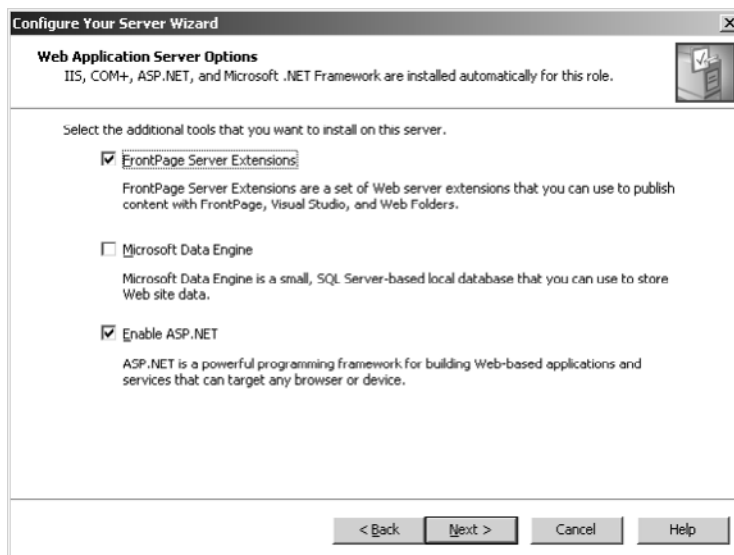 Configure Your Server Wizard
Web Application Server Options
IIS, COM+, ASP.NET, and Microsoft .NET Framework are installed automatically for this role.
Select the additional tools that you want to install on this server.
FrontPage Server Extensions
FrontPage Server Extensions are a set of Web server extensions that you can use to publish
content with FrontPage, Visual Studio, and Web Folders.
Microsoft Data Engine
Microsoft Data Engine is a small, SQL Server-based local database that you can use to store
Web site data.
Enable ASP.NET
ASP.NET is a powerful programming framework for building Web-based applications and
services that can target any browser or device.
< Back Next > Cancel Help